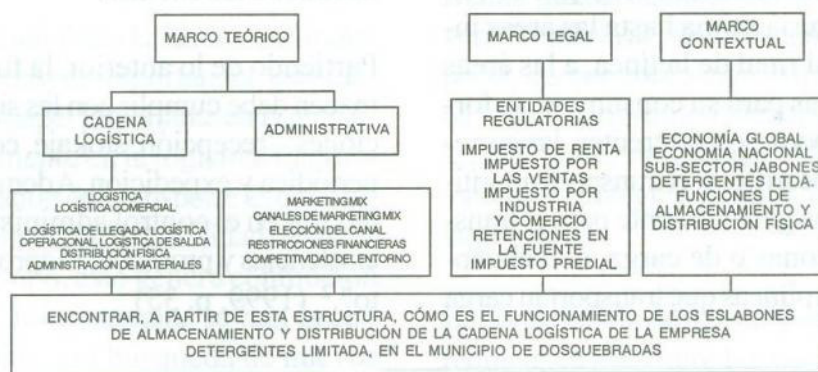 MARCO TEÓRICO
MARCO LEGAL
MARCO
CONTEXTUAL
CADENA
LOGÍSTICA
ADMINISTRATIVA
ENTIDADES
REGULATORIAS
IMPUESTO DE RENTA
IMPUESTO POR
LAS VENTAS
IMPUESTO POR
INDUSTRIA
Y COMERCIO
RETENCIONES EN
LA FUENTE
IMPUESTO PREDIAL
ECONOMÍA GLOBAL
ECONOMÍA NACIONAL
SUB-SECTOR JABONES
DETERGENTES LTDA.
FUNCIONES DE
ALMACENAMIENTO Y
DISTRIBUCIÓN FÍSICA
LOGÍSTICA
LOGÍSTICA COMERCIAL
LOGÍSTICA DE LLEGADA, LOGÍSTICA
OPERACIONAL, LOGÍSTICA DE SALIDA
DISTRIBUCIÓN FÍSICA
ADMINISTRACIÓN DE MATERIALES
MARKETING MIX
CANALES DE MARKETING MIX
ELECCIÓN DEL CANAL
RESTRICCIONES FINANCIERAS
COMPETITIVIDAD DEL ENTORNO
ENCONTRAR, A PARTIR DE ESTA ESTRUCTURA, CÓMO ES EL FUNCIONAMIENTO DE LOS ESLABONES
DE ALMACENAMIENTO Y DISTRIBUCIÓN DE LA CADENA LOGÍSTICA DE LA EMPRESA
DETERGENTES LIMITADA, EN EL MUNICIPIO DE DOSQUEBRADAS